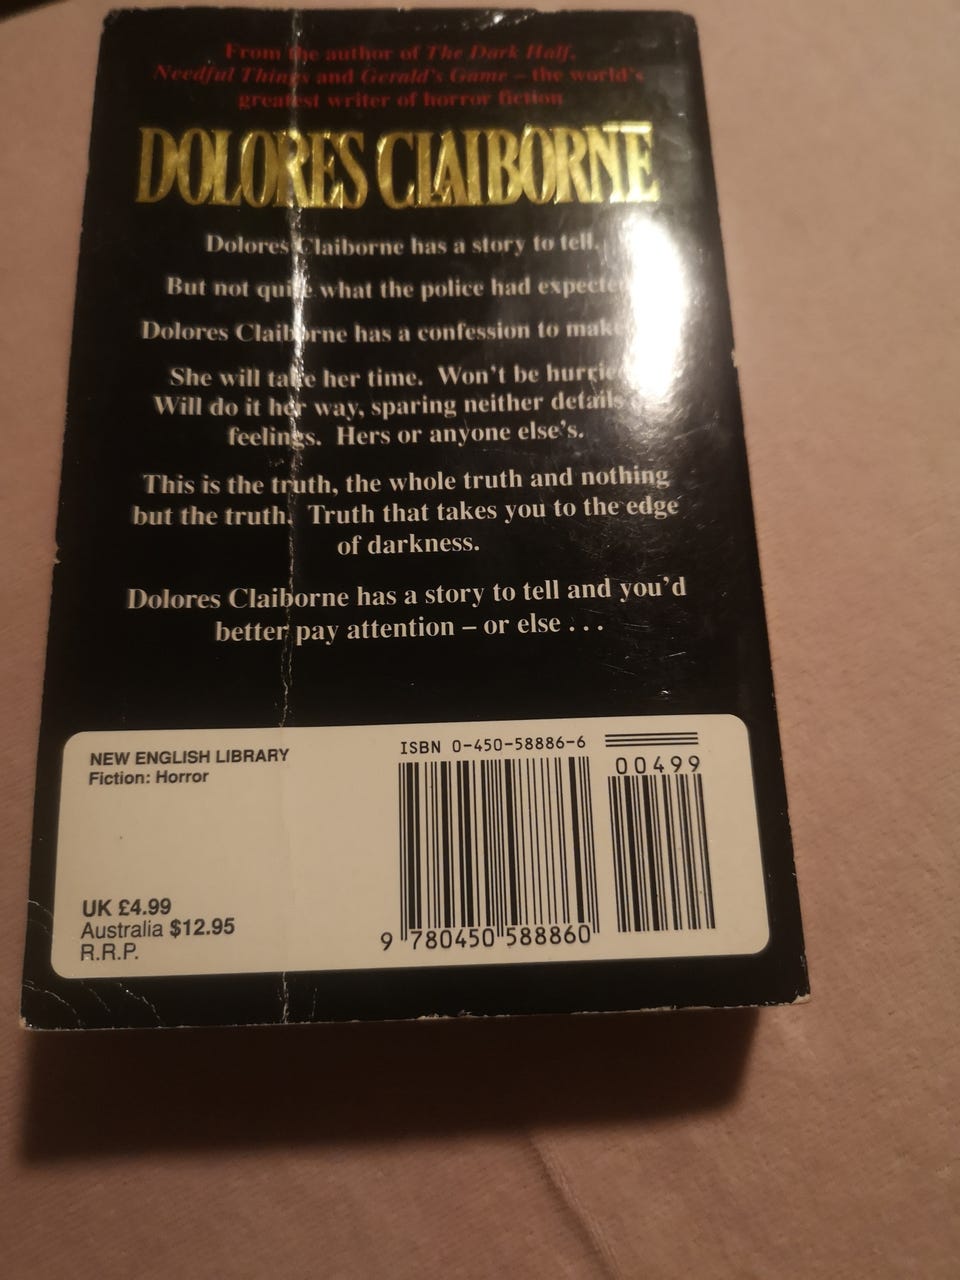 From the author of The Dark Half,
Needful Things and Gerald's Game – the world's
greatest writer of horror fiction
DOLORES CLAIBORNE
Dolores Claiborne has a story to tell.
But not quite what the police had expected
Dolores Claiborne has a confession to make
She will take her time. Won't be hurried
Will do it her way, sparing neither details
feelings. Hers or anyone else's.
This is the truth, the whole truth and nothing
but the truth. Truth that takes you to the edge
of darkness.
Dolores Claiborne has a story to tell and you'd
better pay attention – or else . . .
NEW ENGLISH LIBRARY
Fiction: Horror
UK £4.99
Australia $12.95
R.R.P.
ISBN 0-450-58886-6
00499
9 780450 588860